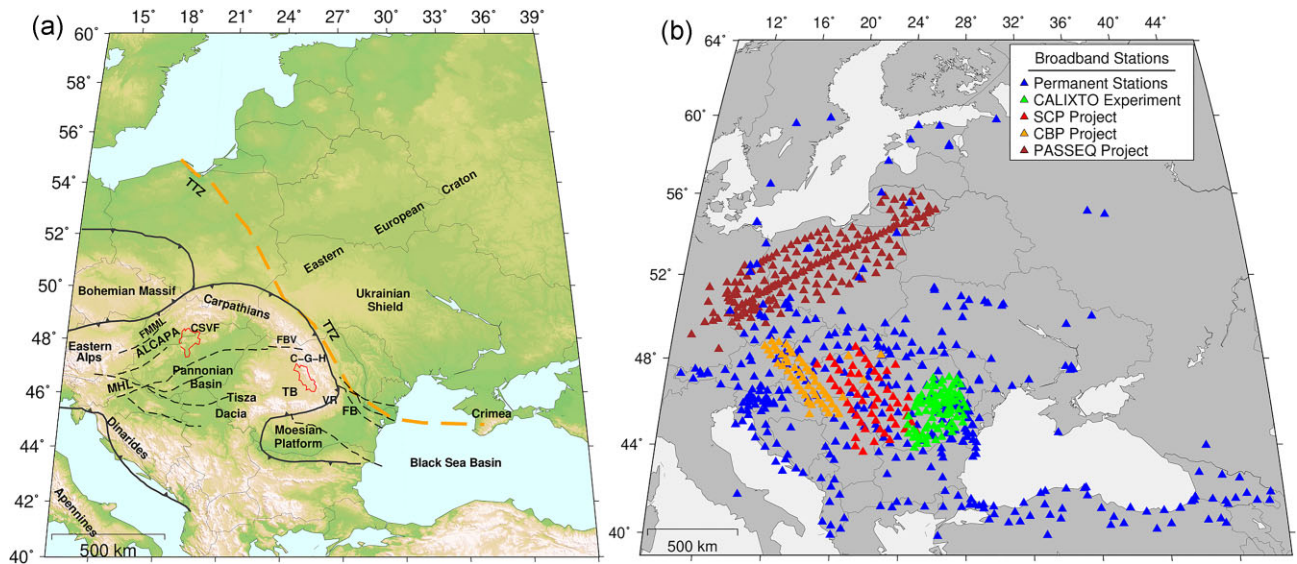 (a)
15° 18° 21° 24° 27° 30° 33° 36° 39°
60°
58°
56°
54°
52°
50°
48°
46°
44°
42°
40°
TTZ
Eastern European Craton
Bohemian Massif
Carpathians
Ukrainian
Shield
TTZ
FMML
ALCAPA
CSVF
Eastern
Alps
FBV
C-G-H
Pannonian
Basin
MHL
Tisza
TB
VR
FB
Dacia
Crimea
Dinarides
Moesian
Platform
Black Sea Basin
Apennines
500 km
(b)
12° 16° 20° 24° 28° 32° 36° 40° 44°
64°
60°
56°
52°
48°
44°
40°
Broadband Stations
Permanent Stations
CALIXTO Experiment
SCP Project
CBP Project
PASSEQ Project
500 km